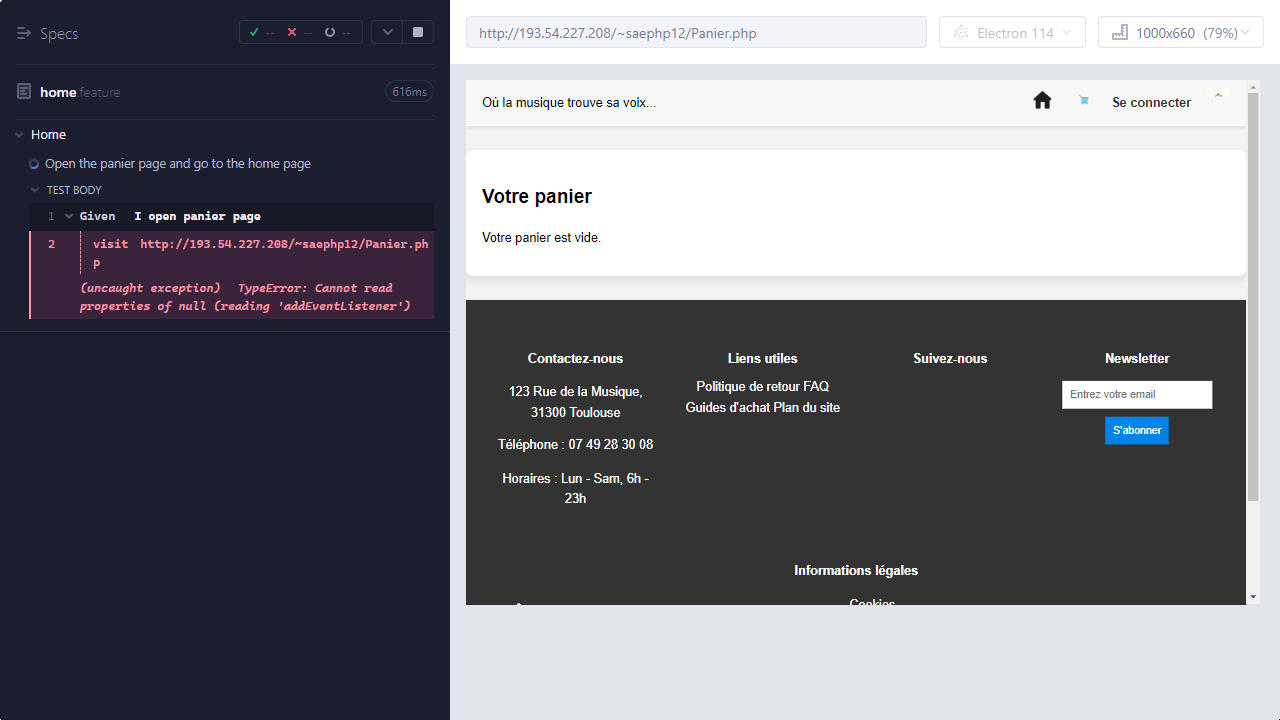 Specs
--
--
--
home.feature
616ms
Home
Open the panier page and go to the home page
TEST BODY
1 Given I open panier page
2 visit http://193.54.227.208/~saephp12/Panier.ph
p
(uncaught exception) TypeError: Cannot read
properties of null (reading 'addEventListener')
http://193.54.227.208/~saephp12/Panier.php
Electron 114
1000x660 (79%)
Où la musique trouve sa voix...
Se connecter
Votre panier
Votre panier est vide.
Contactez-nous
123 Rue de la Musique,
31300 Toulouse
Téléphone : 07 49 28 30 08
Horaires : Lun - Sam, 6h -
23h
Liens utiles
Politique de retour FAQ
Guides d'achat Plan du site
Suivez-nous
Newsletter
Entrez votre email
S'abonner
Informations légales
Cookies